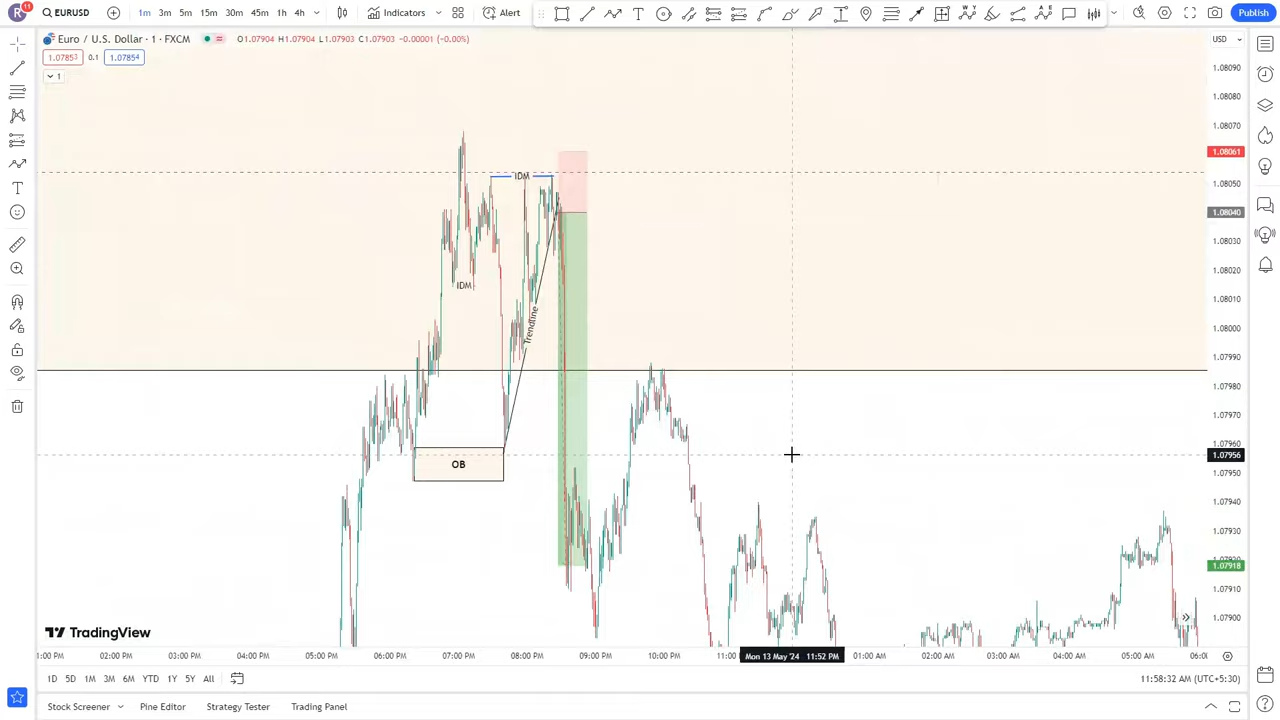 R 11 EURUSD 1m 3m 5m 15m 30m 45m 1h 4h Indicators Alert Publish
Euro / U.S. Dollar · 1 · FXCM O1.07904 H1.07904 L1.07903 C1.07903 -0.00001 (-0.00%) USD
1.07853 0.1 1.07854
1
1.08090
1.08080
1.08070
1.08061
IDM
1.08050
1.08040
1.08030
IDM
1.08020
1.08010
Trendline
1.08000
1.07990
1.07980
1.07970
1.07960
1.07956
OB
1.07950
1.07940
1.07930
1.07918
1.07910
1.07900
TradingView
1:00 PM 02:00 PM 03:00 PM 04:00 PM 05:00 PM 06:00 PM 07:00 PM 08:00 PM 09:00 PM 10:00 PM 11:00 Mon 13 May '24 11:52 PM 01:00 AM 02:00 AM 03:00 AM 04:00 AM 05:00 AM 06:0
1D 5D 1M 3M 6M YTD 1Y 5Y All 11:58:32 AM (UTC+5:30)
Stock Screener Pine Editor Strategy Tester Trading Panel